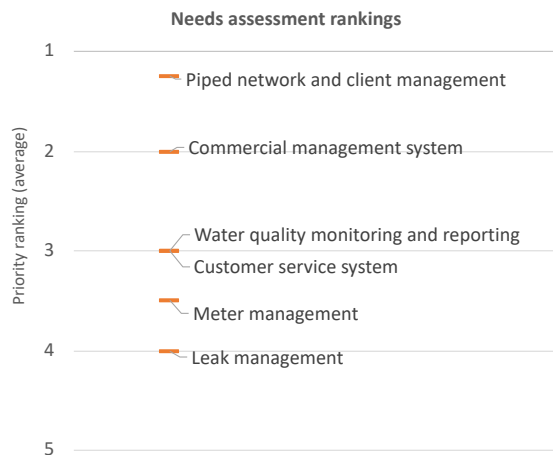 Needs assessment rankings
Priority ranking (average)
1
Piped network and client management
2
Commercial management system
Water quality monitoring and reporting
3
Customer service system
Meter management
4
Leak management
5